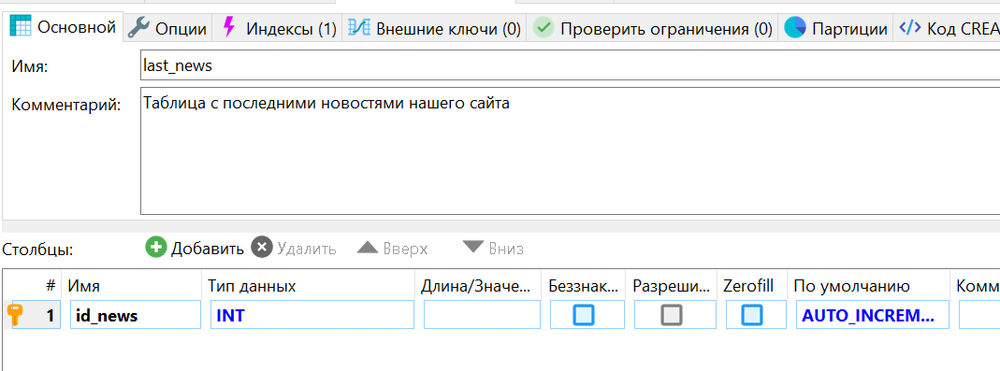 Основной Опции Индексы (1) Внешние ключи (0) Проверить ограничения (0) Партиции </> Код CREA
Имя: last_news
Комментарий: Таблица с последними новостями нашего сайта
Столбцы: Добавить Удалить Вверх Вниз
# Имя Тип данных Длина/Значе... Беззнак... Разреши... Zerofill По умолчанию Комм
1 id_news INT AUTO_INCREM...